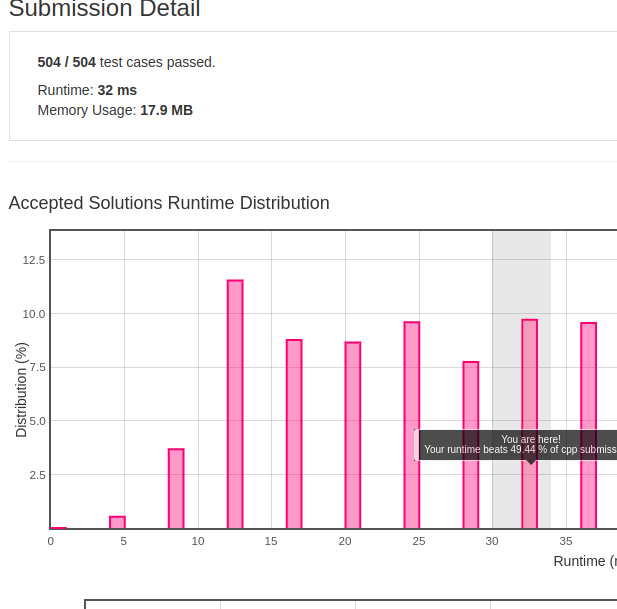 Submission Detail
504 / 504 test cases passed.
Runtime: 32 ms
Memory Usage: 17.9 MB
Accepted Solutions Runtime Distribution
Distribution (%)
12.5
10.0
7.5
5.0
2.5
You are here!
Your runtime beats 49.44 % of cpp submiss
0 5 10 15 20 25 30 35
Runtime (